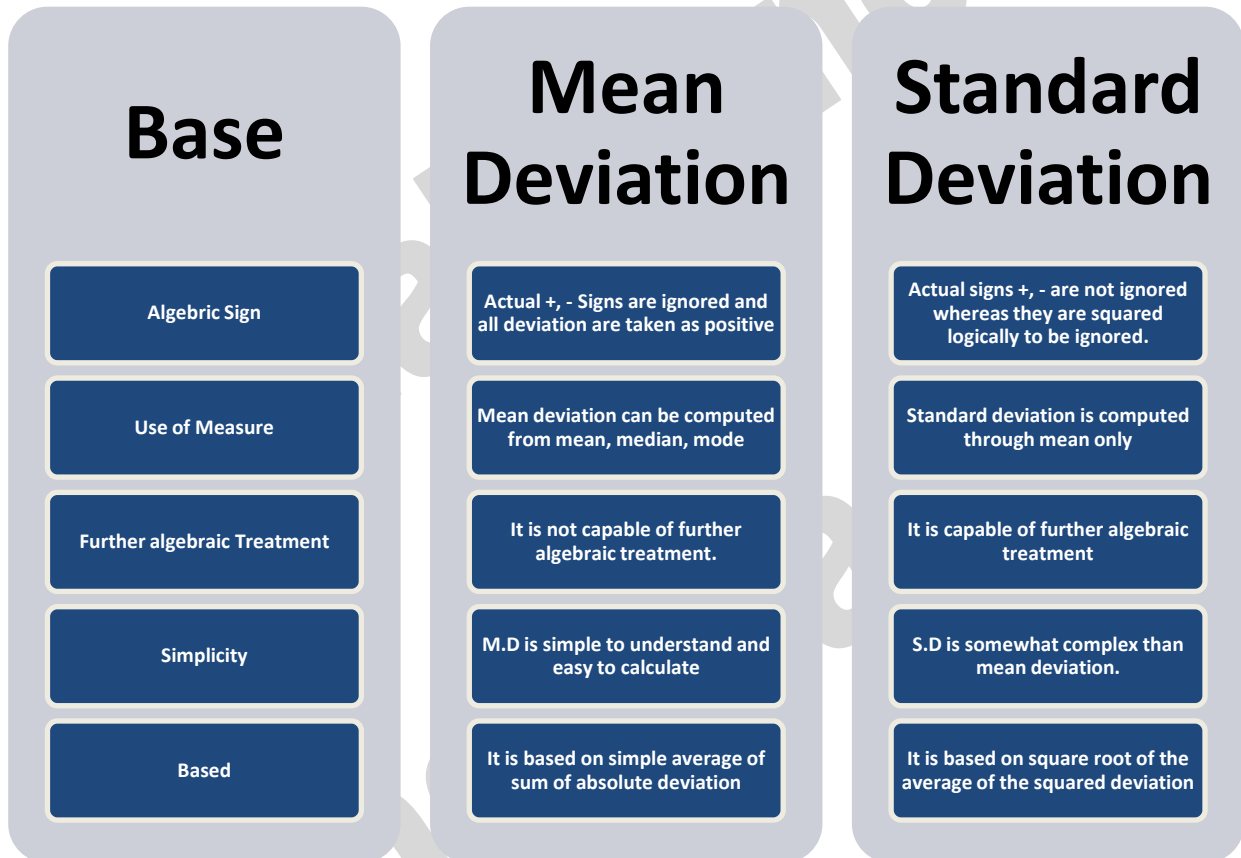 Base
Algebric Sign
Use of Measure
Further algebraic Treatment
Simplicity
Based
Mean
Deviation
Actual +, - Signs are ignored and
all deviation are taken as positive
Mean deviation can be computed
from mean, median, mode
It is not capable of further
algebraic treatment.
M.D is simple to understand and
easy to calculate
It is based on simple average of
sum of absolute deviation
Standard
Deviation
Actual signs +, - are not ignored
whereas they are squared
logically to be ignored.
Standard deviation is computed
through mean only
It is capable of further algebraic
treatment
S.D is somewhat complex than
mean deviation.
It is based on square root of the
average of the squared deviation